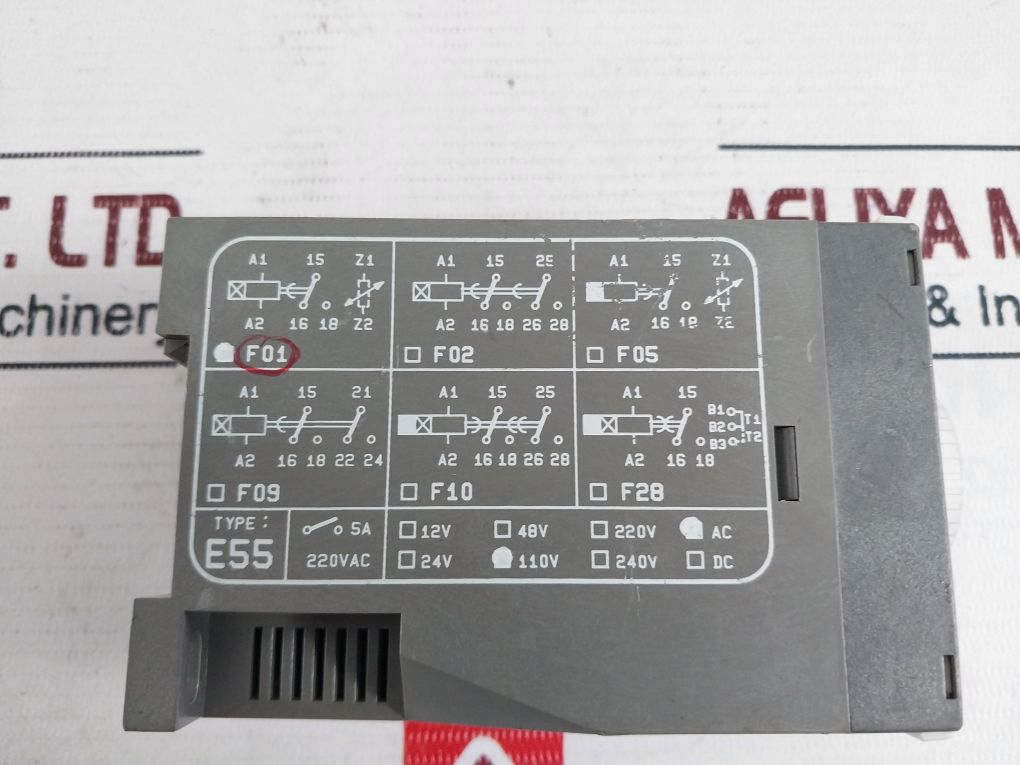 T. LTD
ASUYA M
chiner
& In
A1 15 Z1
A2 16 18 Z2
F01
A1 15 25
A2 16 18 26 28
F02
A1 15 Z1
A2 16 18 Z2
F05
A1 15 21
A2 16 18 22 24
F09
A1 15 25
A2 16 18 26 28
F10
A1 15
B1 T1
B2
B3 T2
A2 16 18
F28
TYPE:
E55
5A
220VAC
12V 48V 220V AC
24V 110V 240V DC